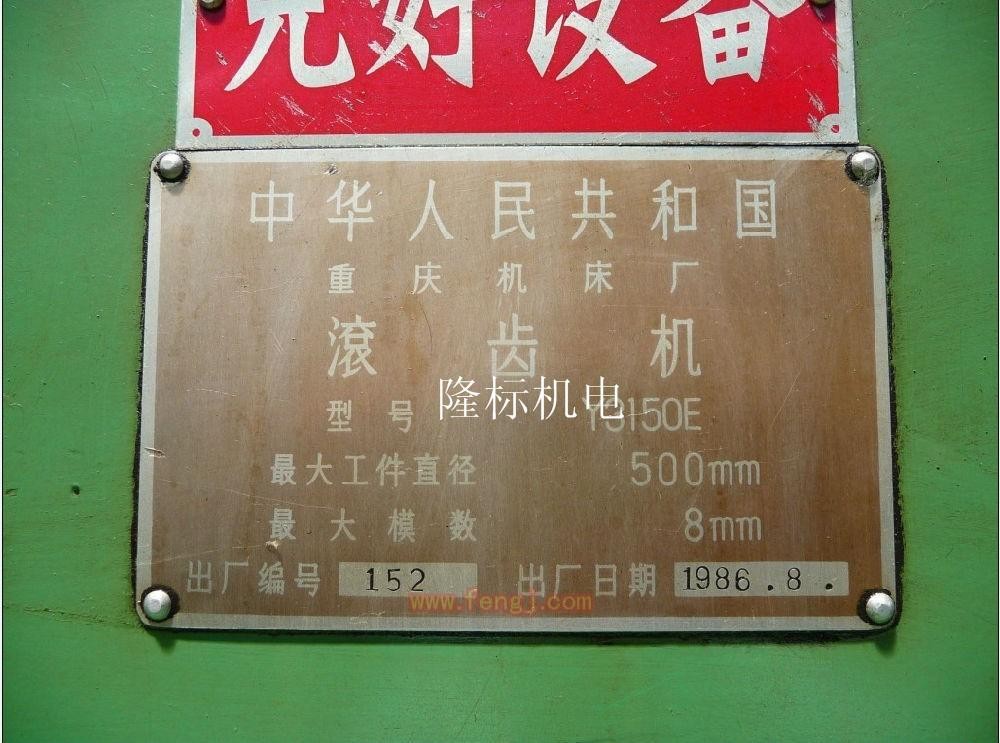 完好设备
中华人民共和国
重庆机床厂
滚齿机
隆标机电
型号 Y3150E
最大工件直径 500mm
最大模数 8mm
出厂编号 152 出厂日期 1986.8.
www.fengj.com